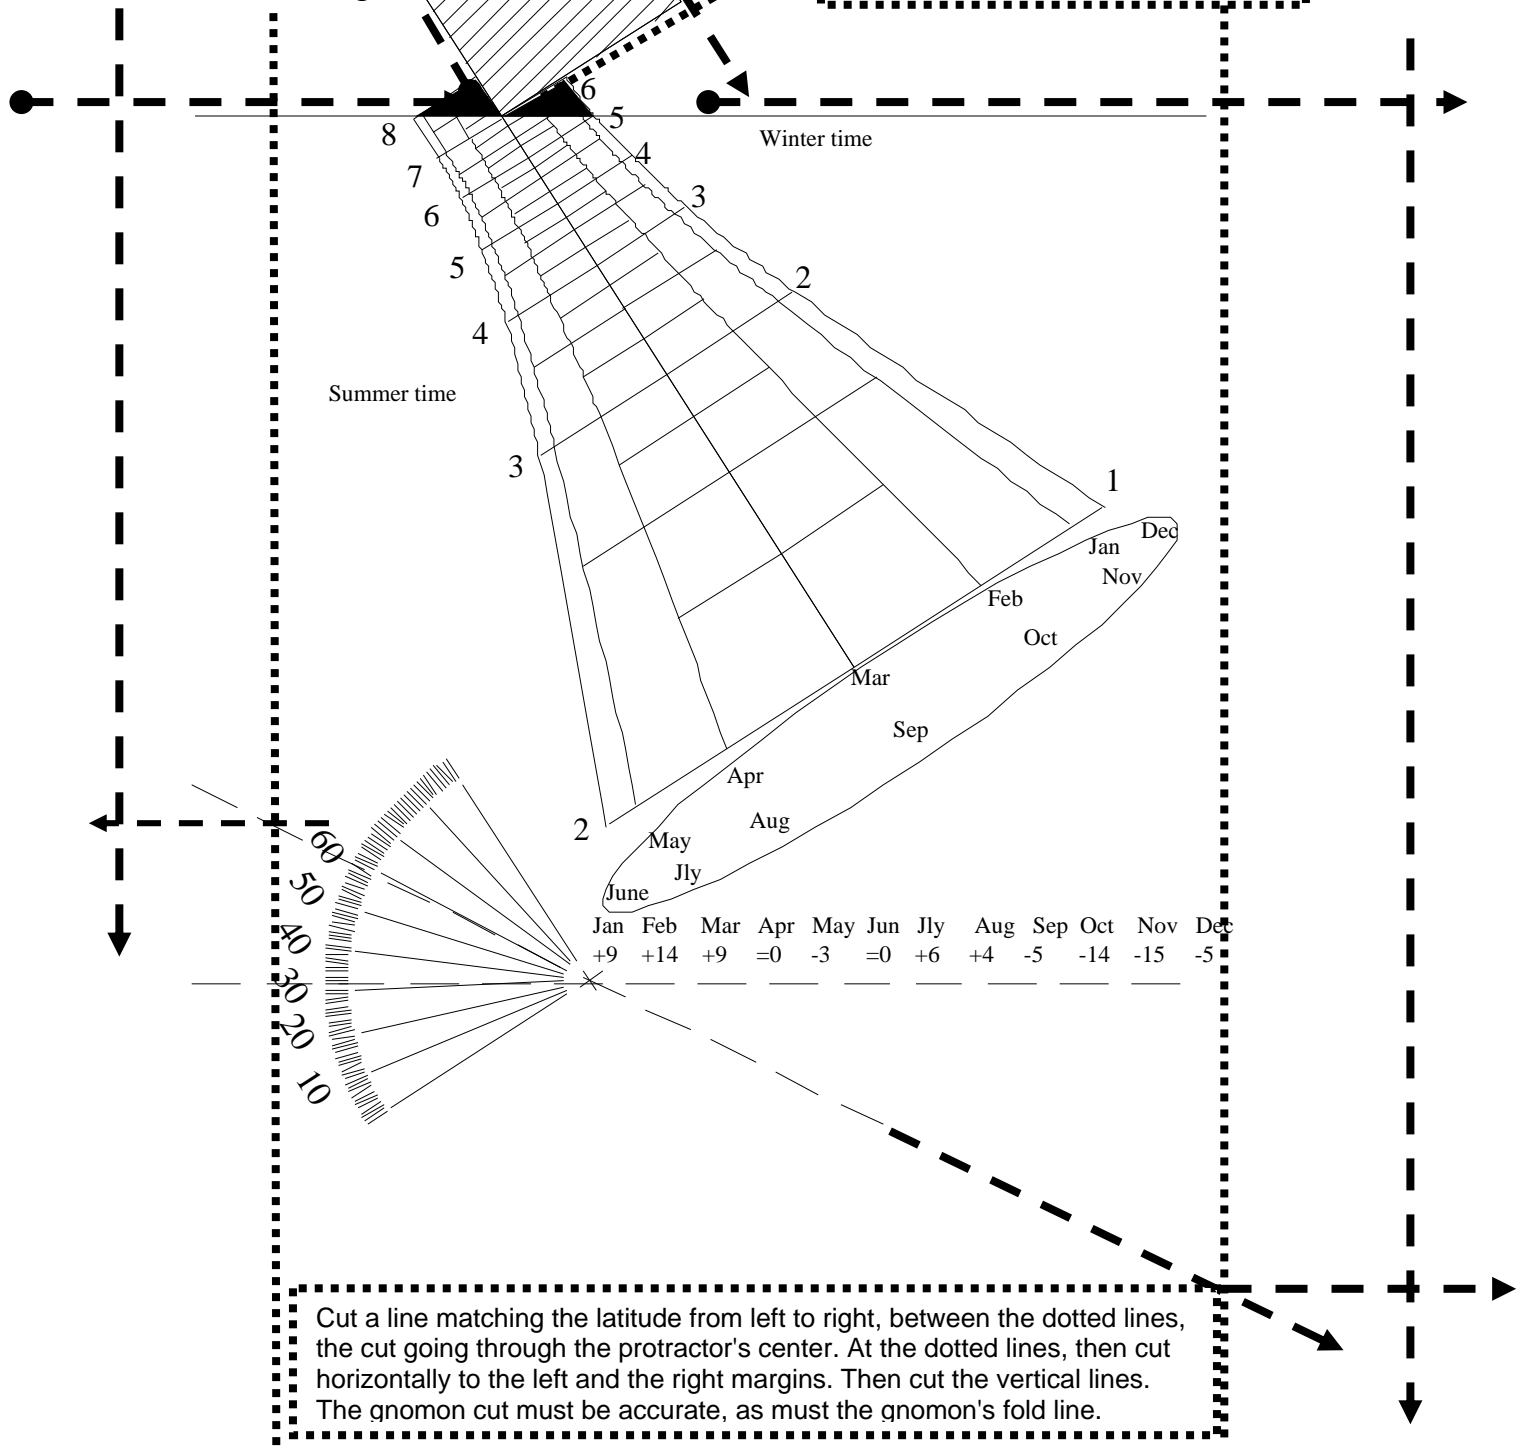 6
5
8
Winter time
4
7
3
6
5
2
4
Summer time
3
1
Dec
Jan
Nov
Feb
Oct
Mar
Sep
Apr
Aug
2
May
60
Jly
50
June
Jan Feb Mar Apr May Jun Jly Aug Sep Oct Nov Dec
40
+9 +14 +9 =0 -3 =0 +6 +4 -5 -14 -15 -5
30
20
10
Cut a line matching the latitude from left to right, between the dotted lines,
the cut going through the protractor's center. At the dotted lines, then cut
horizontally to the left and the right margins. Then cut the vertical lines.
The gnomon cut must be accurate, as must the gnomon's fold line.